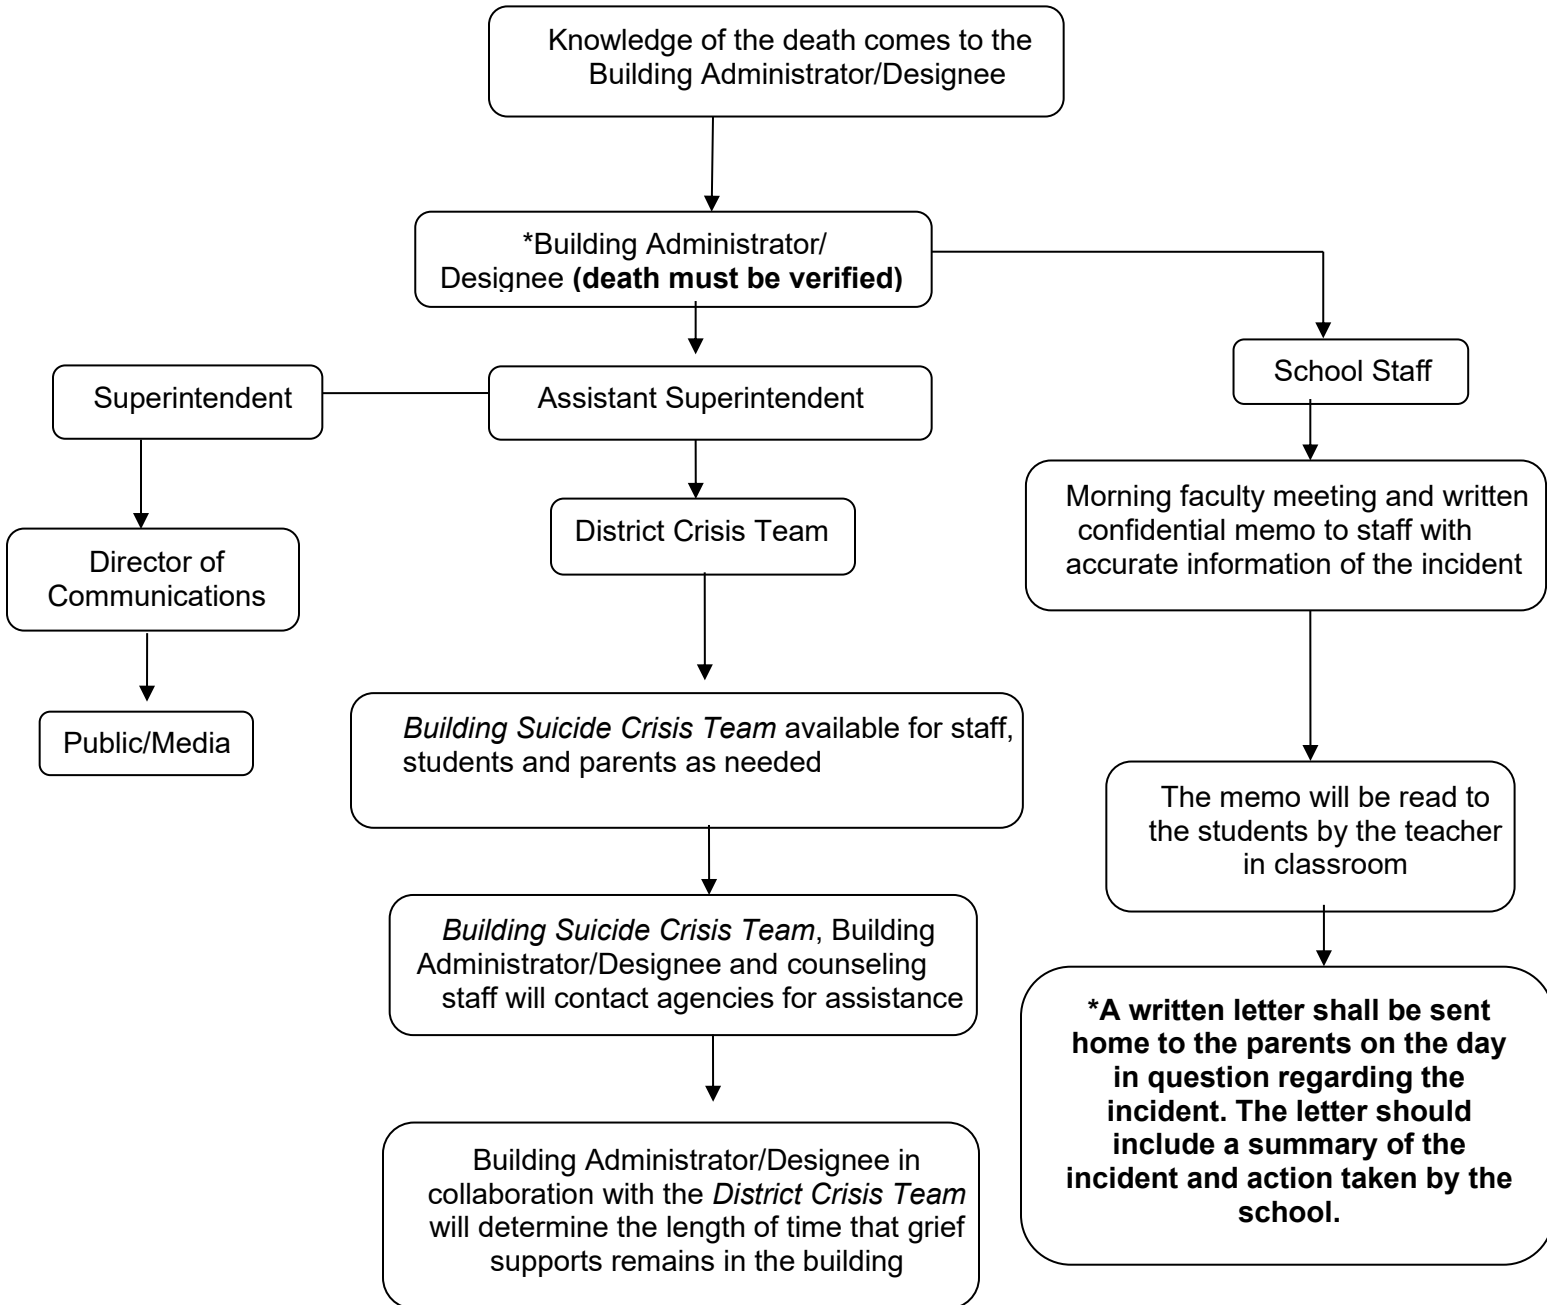 Knowledge of the death comes to the
Building Administrator/Designee
*Building Administrator/
Designee (death must be verified)
Superintendent
Assistant Superintendent
School Staff
Director of
Communications
District Crisis Team
Morning faculty meeting and written
confidential memo to staff with
accurate information of the incident
Public/Media
Building Suicide Crisis Team available for staff,
students and parents as needed
The memo will be read to
the students by the teacher
in classroom
Building Suicide Crisis Team, Building
Administrator/Designee and counseling
staff will contact agencies for assistance
*A written letter shall be sent
home to the parents on the day
in question regarding the
incident. The letter should
include a summary of the
incident and action taken by the
school.
Building Administrator/Designee in
collaboration with the District Crisis Team
will determine the length of time that grief
supports remains in the building